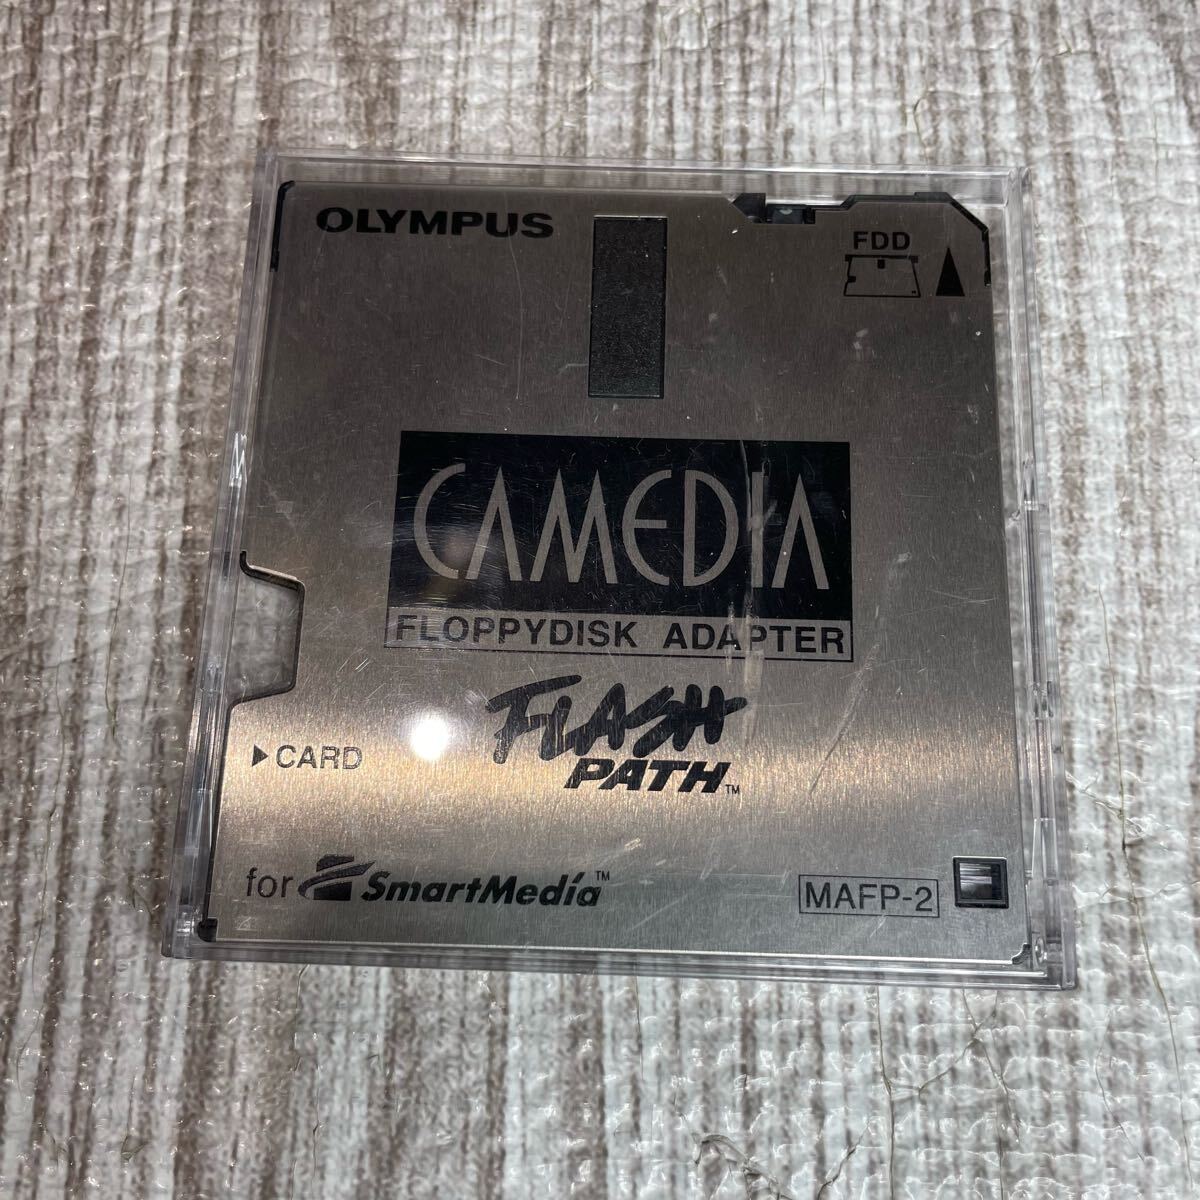 OLYMPUS
FDD
CAMEDIA
FLOPPYDISK ADAPTER
FLASH
PATH™
▶ CARD
for SmartMedia™
MAFP-2